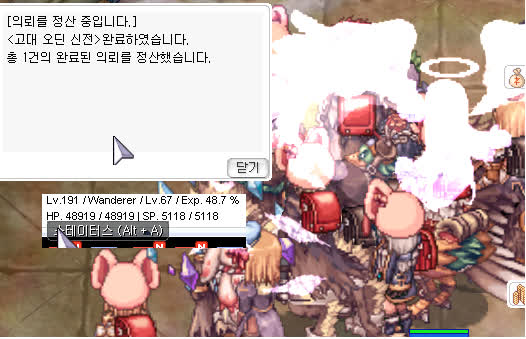 [의뢰를 정산 중입니다.]
<고대 오딘 신전>완료하였습니다.
총 1건의 완료된 의뢰를 정산했습니다.
닫기
Lv.191 / Wanderer / Lv.67 / Exp. 48.7 %
HP. 48919 / 48919 | SP. 5118 / 5118
스테이터스 (Alt + A)
N N N